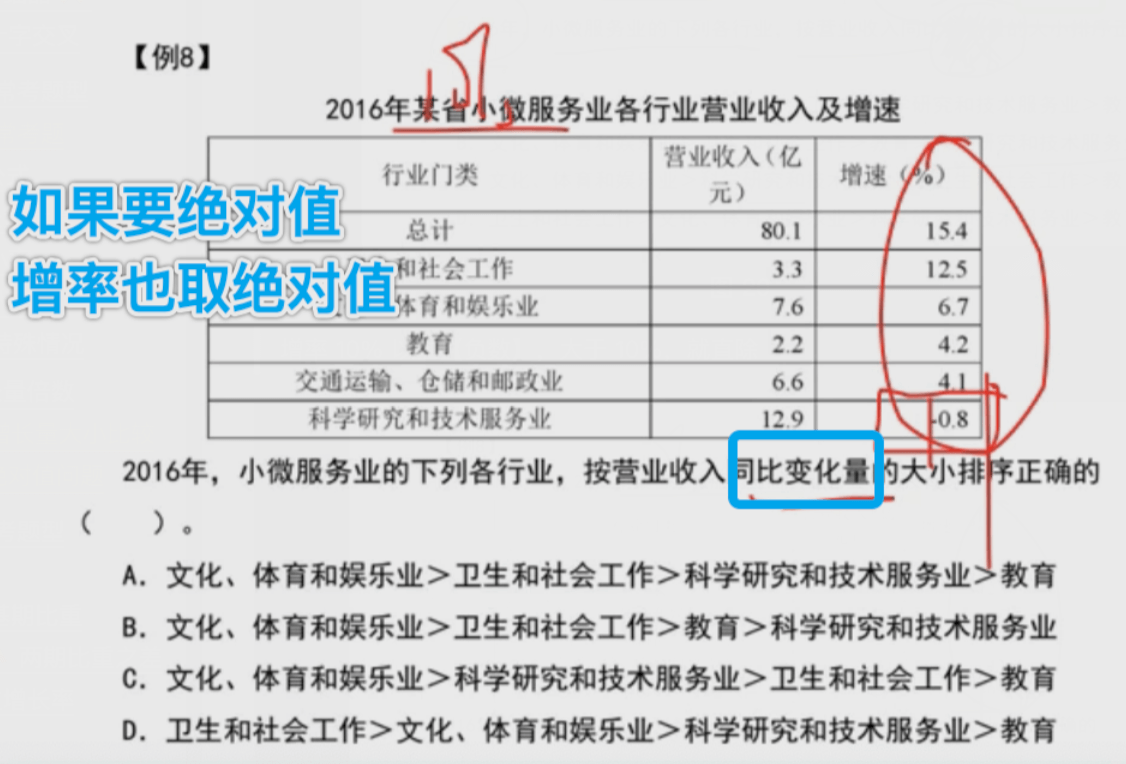 【例8】
2016年某省小微服务业各行业营业收入及增速
行业门类 营业收入（亿元） 增速（%）
如果要绝对值
增率也取绝对值
总计 80.1 15.4
和社会工作 3.3 12.5
体育和娱乐业 7.6 6.7
教育 2.2 4.2
交通运输、仓储和邮政业 6.6 4.1
科学研究和技术服务业 12.9 -0.8
2016年，小微服务业的下列各行业，按营业收入同比变化量的大小排序正确的
（ ）。
A. 文化、体育和娱乐业＞卫生和社会工作＞科学研究和技术服务业＞教育
B. 文化、体育和娱乐业＞卫生和社会工作＞教育＞科学研究和技术服务业
C. 文化、体育和娱乐业＞科学研究和技术服务业＞卫生和社会工作＞教育
D. 卫生和社会工作＞文化、体育和娱乐业＞科学研究和技术服务业＞教育